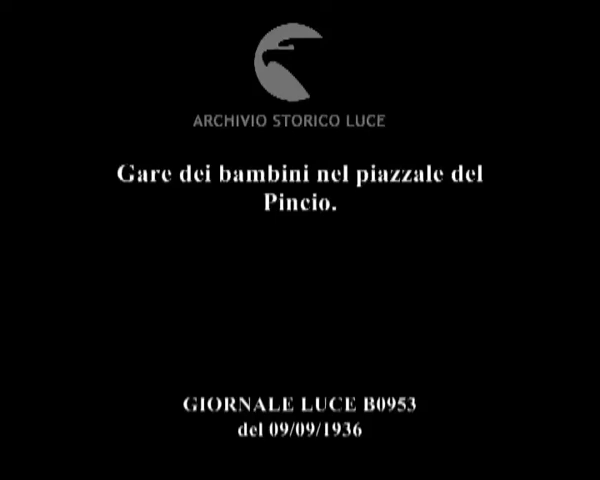 ARCHIVIO STORICO LUCE
Gare dei bambini nel piazzale del
Pincio.
GIORNALE LUCE B0953
del 09/09/1936